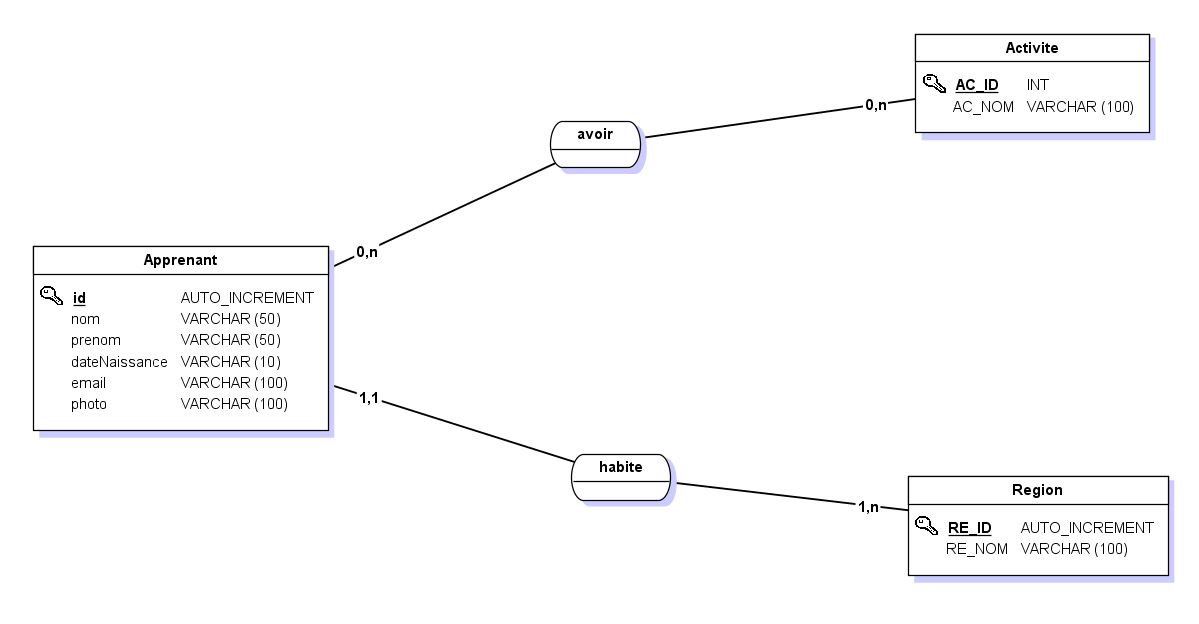 Activite
AC_ID INT
AC_NOM VARCHAR (100)
0,n
avoir
0,n
Apprenant
id AUTO_INCREMENT
nom VARCHAR (50)
prenom VARCHAR (50)
dateNaissance VARCHAR (10)
email VARCHAR (100)
photo VARCHAR (100)
1,1
habite
1,n
Region
RE_ID AUTO_INCREMENT
RE_NOM VARCHAR (100)